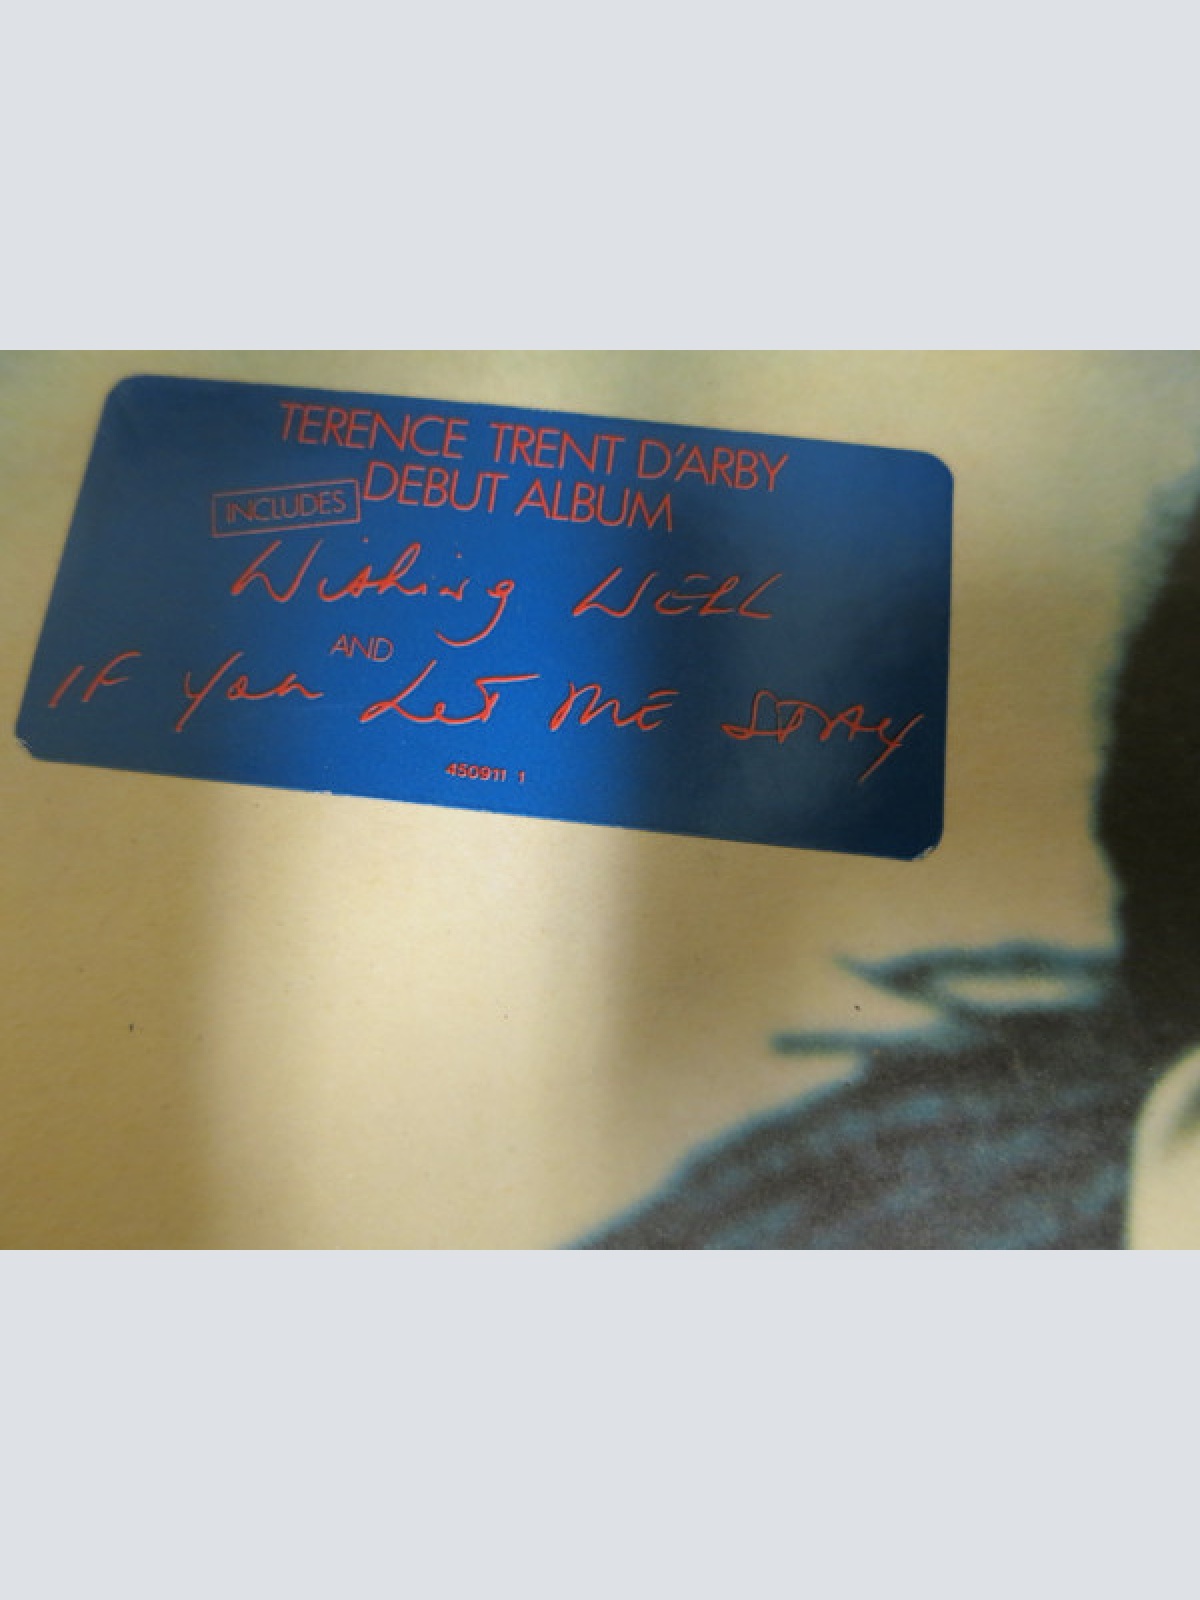 TERENCE TRENT D'ARBY
DEBUT ALBUM
INCLUDES
Wishing WELL
AND
IF You LeT ME STAY
450911 1